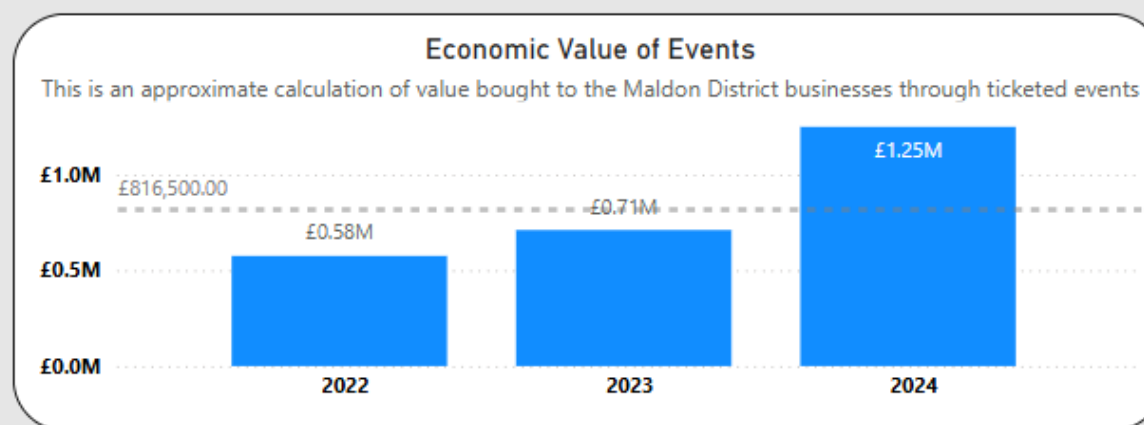 Economic Value of Events
This is an approximate calculation of value bought to the Maldon District businesses through ticketed events
£1.25M
£1.0M
£816,500.00
£0.71M
£0.58M
£0.5M
£0.0M
2022 2023 2024